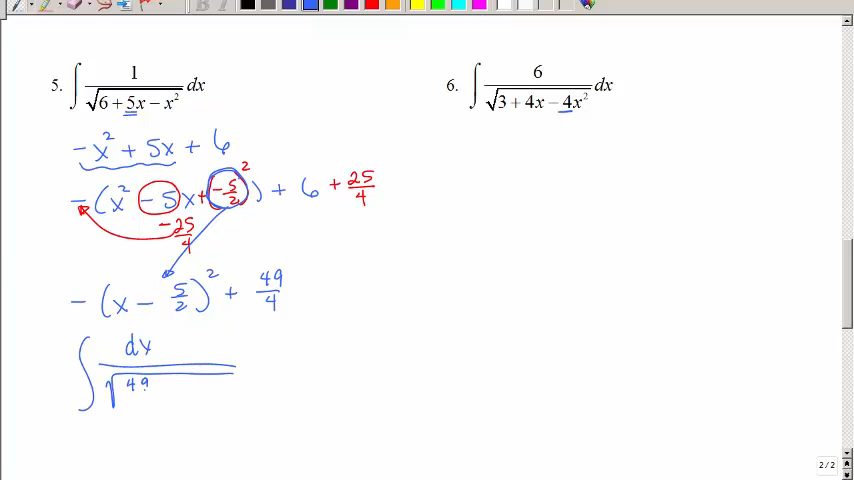 5. ∫ 1/√(6 + 5x − x²) dx
6. ∫ 6/√(3 + 4x − 4x²) dx
−x² + 5x + 6
−(x² − 5x + (−5/2)²) + 6 + 25/4
−25/4
−(x − 5/2)² + 49/4
∫ dx/√(49
2/2